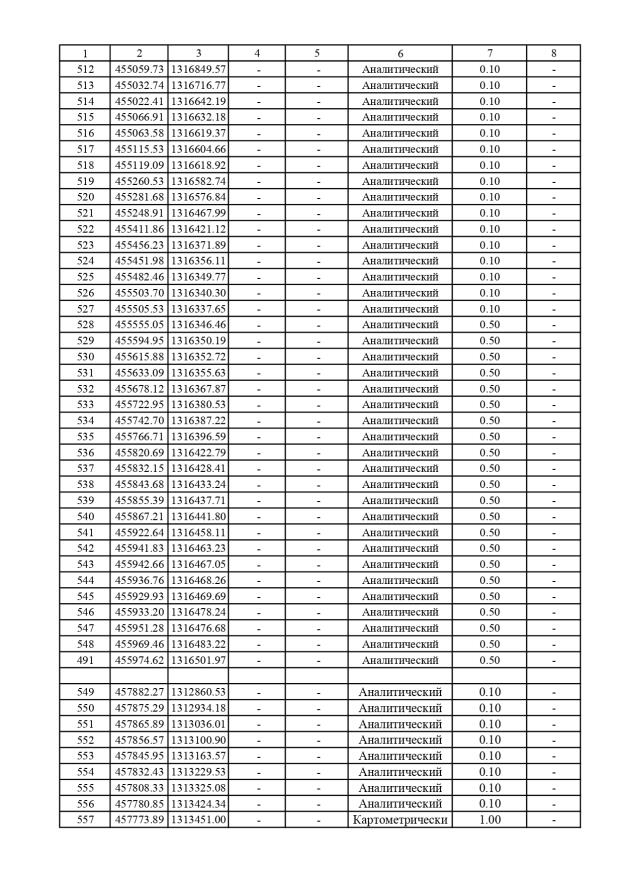 1 2 3 4 5 6 7 8
512 455059.73 1316849.57 - - Аналитический 0.10 -
513 455032.74 1316716.77 - - Аналитический 0.10 -
514 455022.41 1316642.19 - - Аналитический 0.10 -
515 455066.91 1316632.18 - - Аналитический 0.10 -
516 455063.58 1316619.37 - - Аналитический 0.10 -
517 455115.53 1316604.66 - - Аналитический 0.10 -
518 455119.09 1316618.92 - - Аналитический 0.10 -
519 455260.53 1316582.74 - - Аналитический 0.10 -
520 455281.68 1316576.84 - - Аналитический 0.10 -
521 455248.91 1316467.99 - - Аналитический 0.10 -
522 455411.86 1316421.12 - - Аналитический 0.10 -
523 455456.23 1316371.89 - - Аналитический 0.10 -
524 455451.98 1316356.11 - - Аналитический 0.10 -
525 455482.46 1316349.77 - - Аналитический 0.10 -
526 455503.70 1316340.30 - - Аналитический 0.10 -
527 455505.53 1316337.65 - - Аналитический 0.10 -
528 455555.05 1316346.46 - - Аналитический 0.50 -
529 455594.95 1316350.19 - - Аналитический 0.50 -
530 455615.88 1316352.72 - - Аналитический 0.50 -
531 455633.09 1316355.63 - - Аналитический 0.50 -
532 455678.12 1316367.87 - - Аналитический 0.50 -
533 455722.95 1316380.53 - - Аналитический 0.50 -
534 455742.70 1316387.22 - - Аналитический 0.50 -
535 455766.71 1316396.59 - - Аналитический 0.50 -
536 455820.69 1316422.79 - - Аналитический 0.50 -
537 455832.15 1316428.41 - - Аналитический 0.50 -
538 455843.68 1316433.24 - - Аналитический 0.50 -
539 455855.39 1316437.71 - - Аналитический 0.50 -
540 455867.21 1316441.80 - - Аналитический 0.50 -
541 455922.64 1316458.11 - - Аналитический 0.50 -
542 455941.83 1316463.23 - - Аналитический 0.50 -
543 455942.66 1316467.05 - - Аналитический 0.50 -
544 455936.76 1316468.26 - - Аналитический 0.50 -
545 455929.93 1316469.69 - - Аналитический 0.50 -
546 455933.20 1316478.24 - - Аналитический 0.50 -
547 455951.28 1316476.68 - - Аналитический 0.50 -
548 455969.46 1316483.22 - - Аналитический 0.50 -
491 455974.62 1316501.97 - - Аналитический 0.50 -
549 457882.27 1312860.53 - - Аналитический 0.10 -
550 457875.29 1312934.18 - - Аналитический 0.10 -
551 457865.89 1313036.01 - - Аналитический 0.10 -
552 457856.57 1313100.90 - - Аналитический 0.10 -
553 457845.95 1313163.57 - - Аналитический 0.10 -
554 457832.43 1313229.53 - - Аналитический 0.10 -
555 457808.33 1313325.08 - - Аналитический 0.10 -
556 457780.85 1313424.34 - - Аналитический 0.10 -
557 457773.89 1313451.00 - - Картометрически 1.00 -